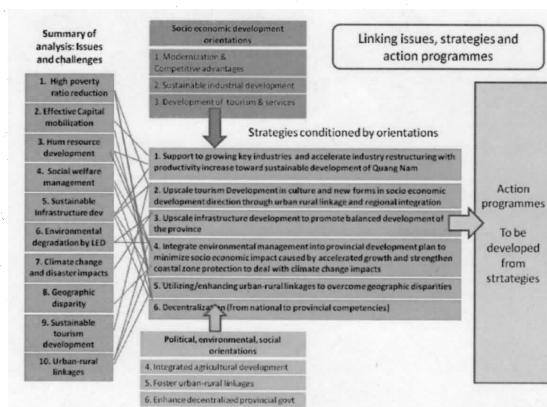 Summary of
analysis: Issues
and challenges
1. High poverty
ratio reduction
2. Effective Capital
mobilization
3. Hum resource
development
4. Social welfare
management
5. Sustainable
Infrastructure dev
6. Environmental
degradation by LED
7. Climate change
and disaster impacts
8. Geographic
disparity
9. Sustainable
tourism
development
10. Urban-rural
linkages
Socio economic development
orientations
1. Modernization &
Competitive advantages
2. Sustainable industrial development
3. Development of tourism & services
Linking issues, strategies and
action programmes
Strategies conditioned by orientations
1. Support to growing key industries and accelerate industry restructuring with
productivity increase toward sustainable development of Quang Nam
2. Upscale tourism Development in culture and new forms in socio economic
development direction through urban rural linkage and regional integration
3. Upscale infrastructure development to promote balanced development of
the province
4. Integrate environmental management into provincial development plan to
minimize socio economic impact caused by accelerated growth and strengthen
coastal zone protection to deal with climate change impacts
5. Utilizing/enhancing urban-rural linkages to overcome geographic disparities
6. Decentralization (from national to provincial competencies)
Political, environmental, social
orientations
4. Integrated agricultural development
5. Foster urban-rural linkages
6. Enhance decentralized provincial govt
Action
programmes
To be
developed
from
strtategies